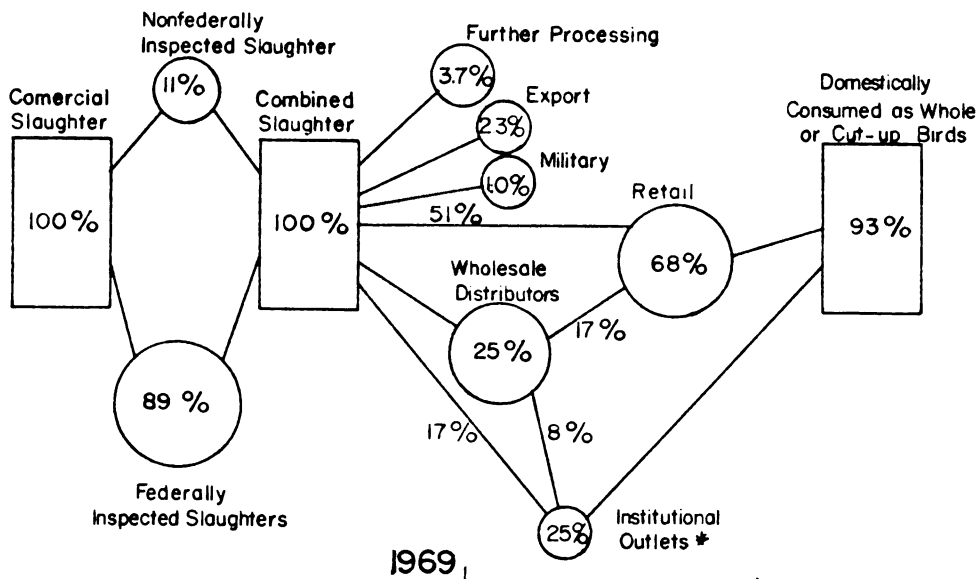 Nonfederally
Inspected Slaughter
11%
Comercial
Slaughter
100%
89 %
Federally
Inspected Slaughters
Combined
Slaughter
100%
Further Processing
3.7%
Export
23%
Military
1.0%
51%
Wholesale
Distributors
25%
17%
8%
17%
Retail
68%
Institutional
Outlets *
25%
Domestically
Consumed as Whole
or Cut-up Birds
93%
1969